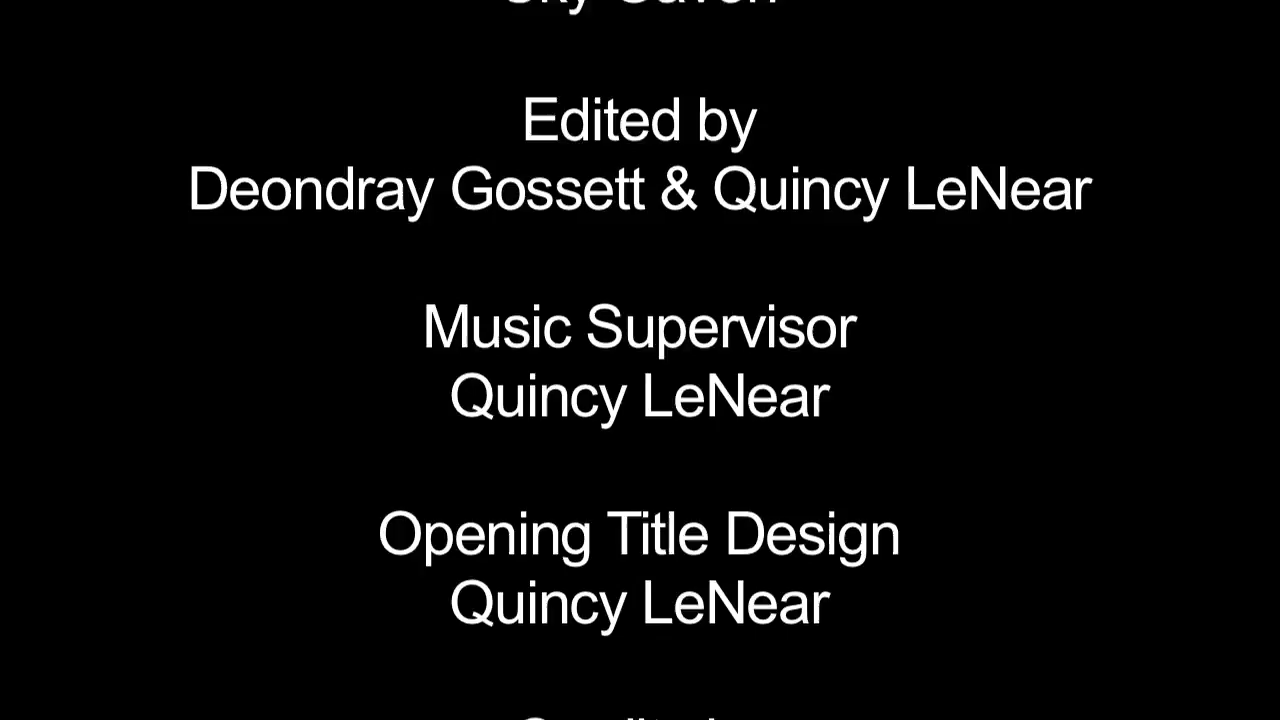 Edited by
Deondray Gossett & Quincy LeNear
Music Supervisor
Quincy LeNear
Opening Title Design
Quincy LeNear